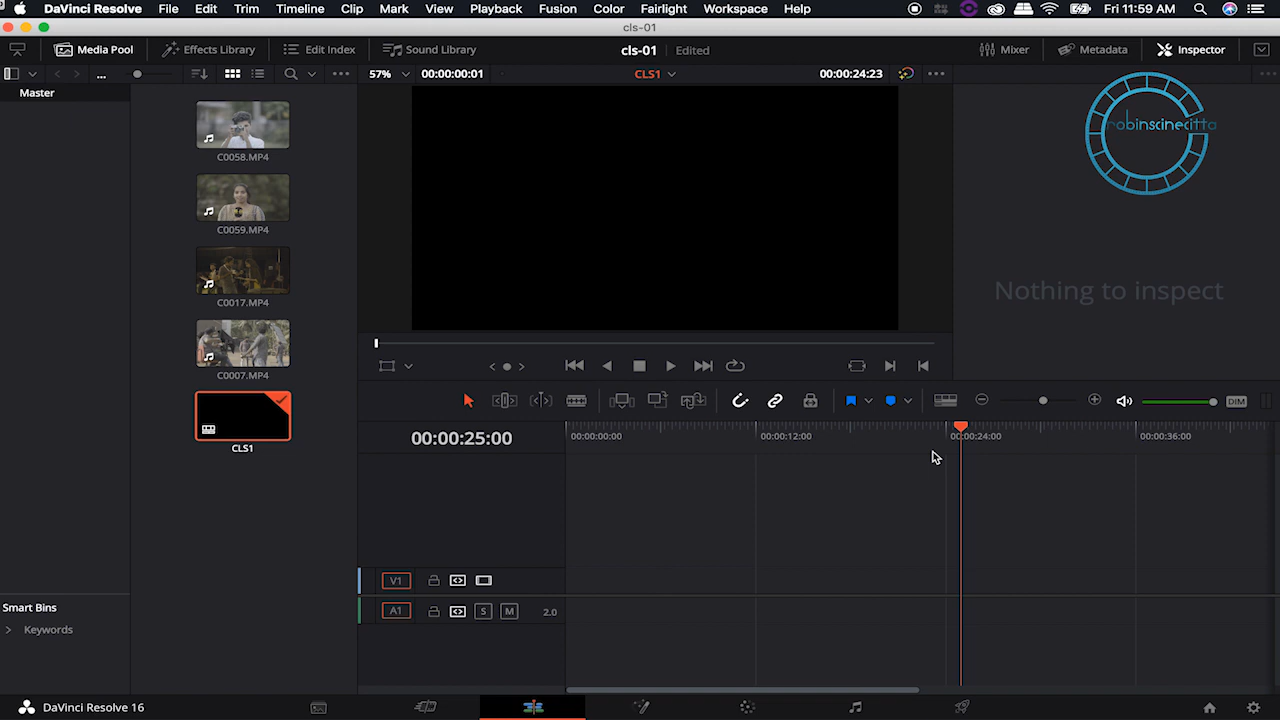 DaVinci Resolve File Edit Trim Timeline Clip Mark View Playback Fusion Color Fairlight Workspace Help Fri 11:59 AM
cls-01
Media Pool Effects Library Edit Index Sound Library cls-01 Edited Mixer Metadata Inspector
... 57% 00:00:00:01 CLS1 00:00:24:23
Master
robinscinecitta
C0058.MP4
C0059.MP4
C0017.MP4
Nothing to inspect
C0007.MP4
DIM
CLS1
00:00:25:00
00:00:00:00 00:00:12:00 00:00:24:00 00:00:36:00
V1
A1 S M 2.0
Smart Bins
Keywords
DaVinci Resolve 16